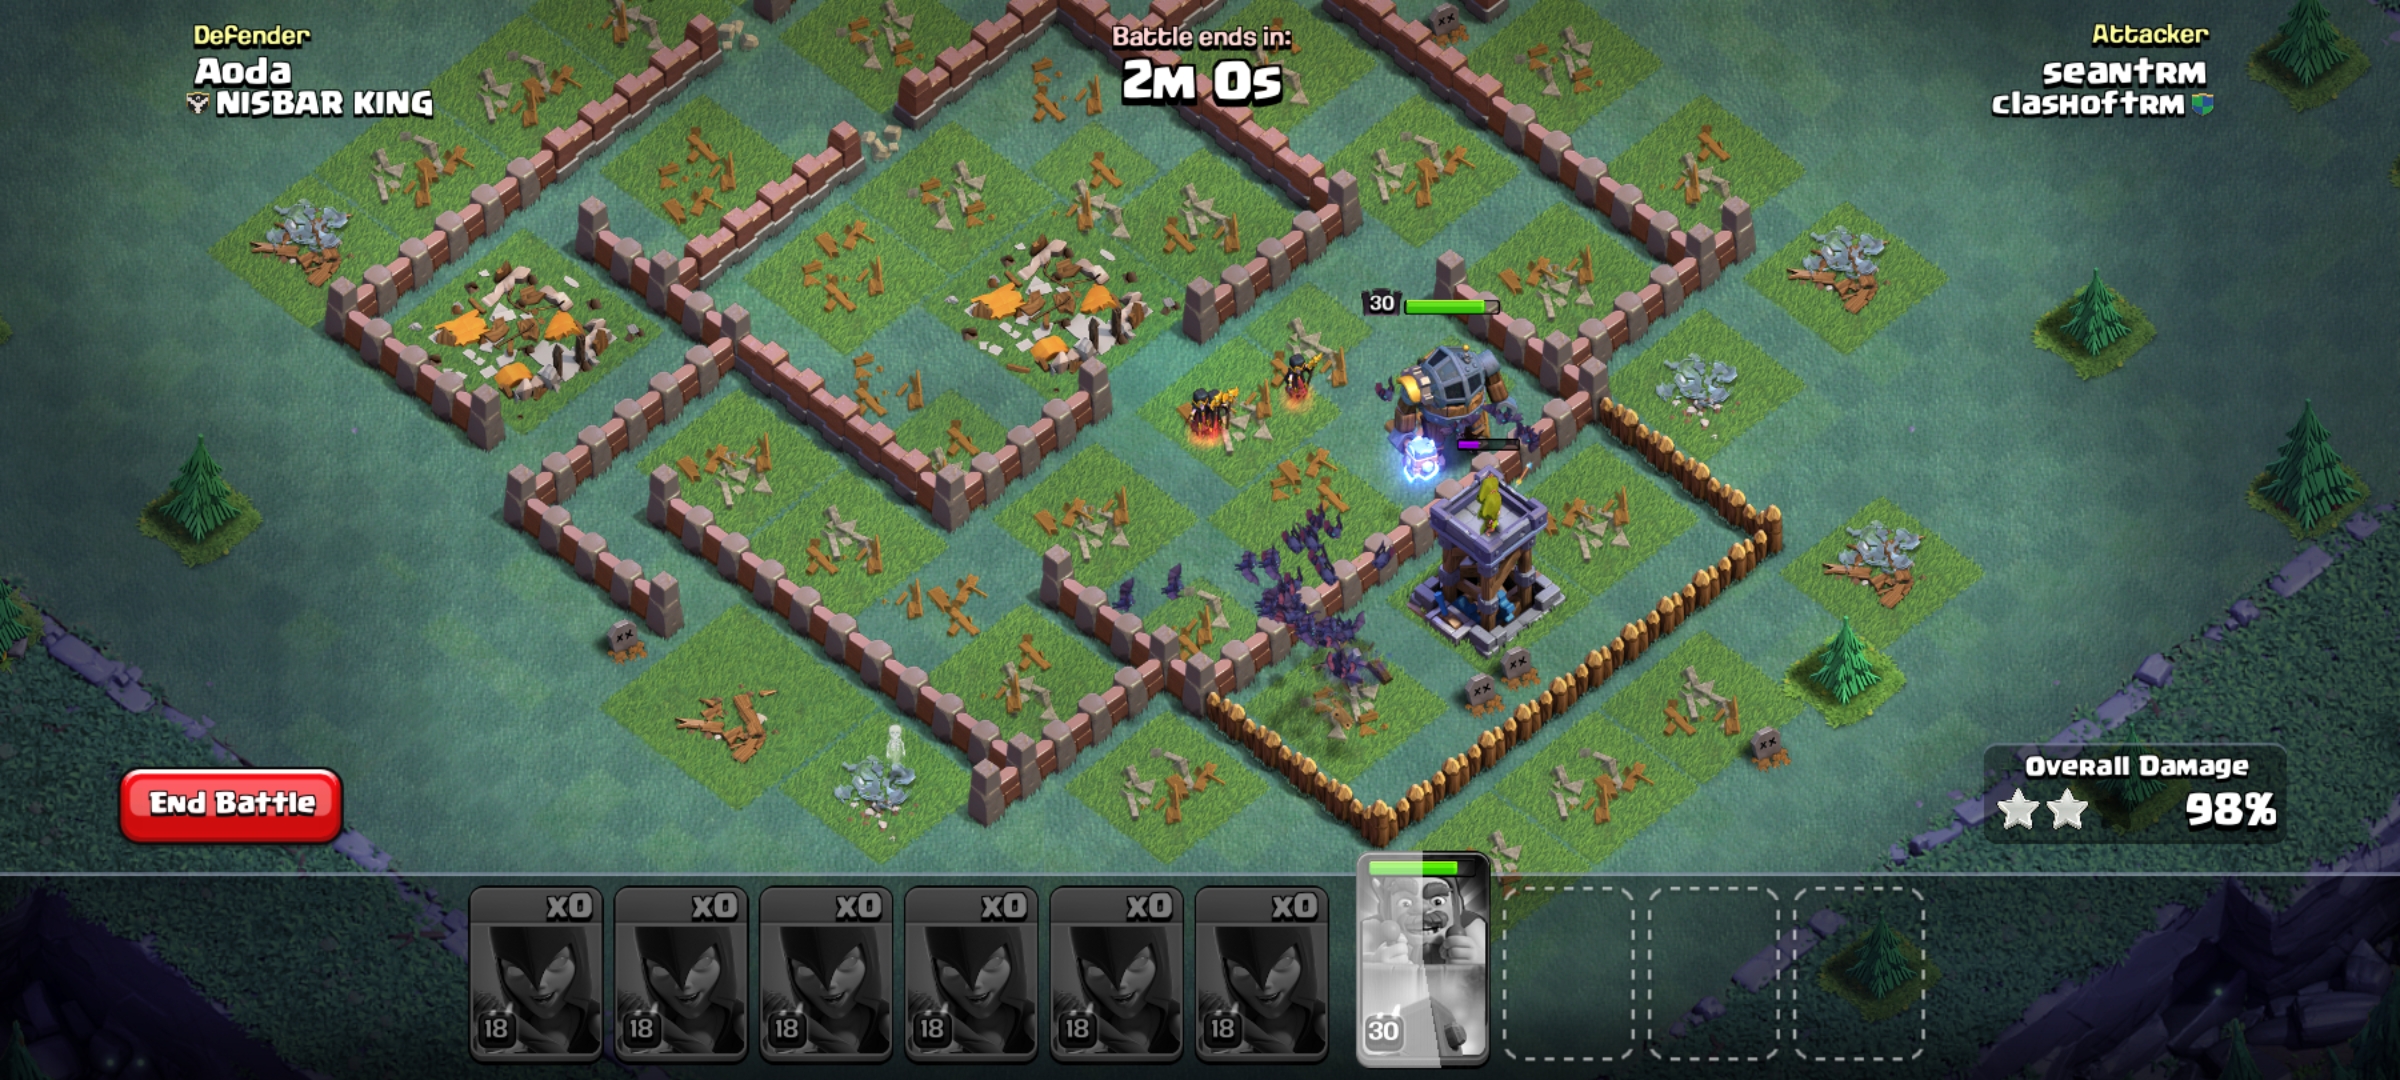 Defender
Aoda
NISBAR KING
Battle ends in:
2M 0s
Attacker
seantRM
clashoftRM
30
End Battle
Overall Damage
98%
x0 x0 x0 x0 x0 x0
18 18 18 18 18 18 30